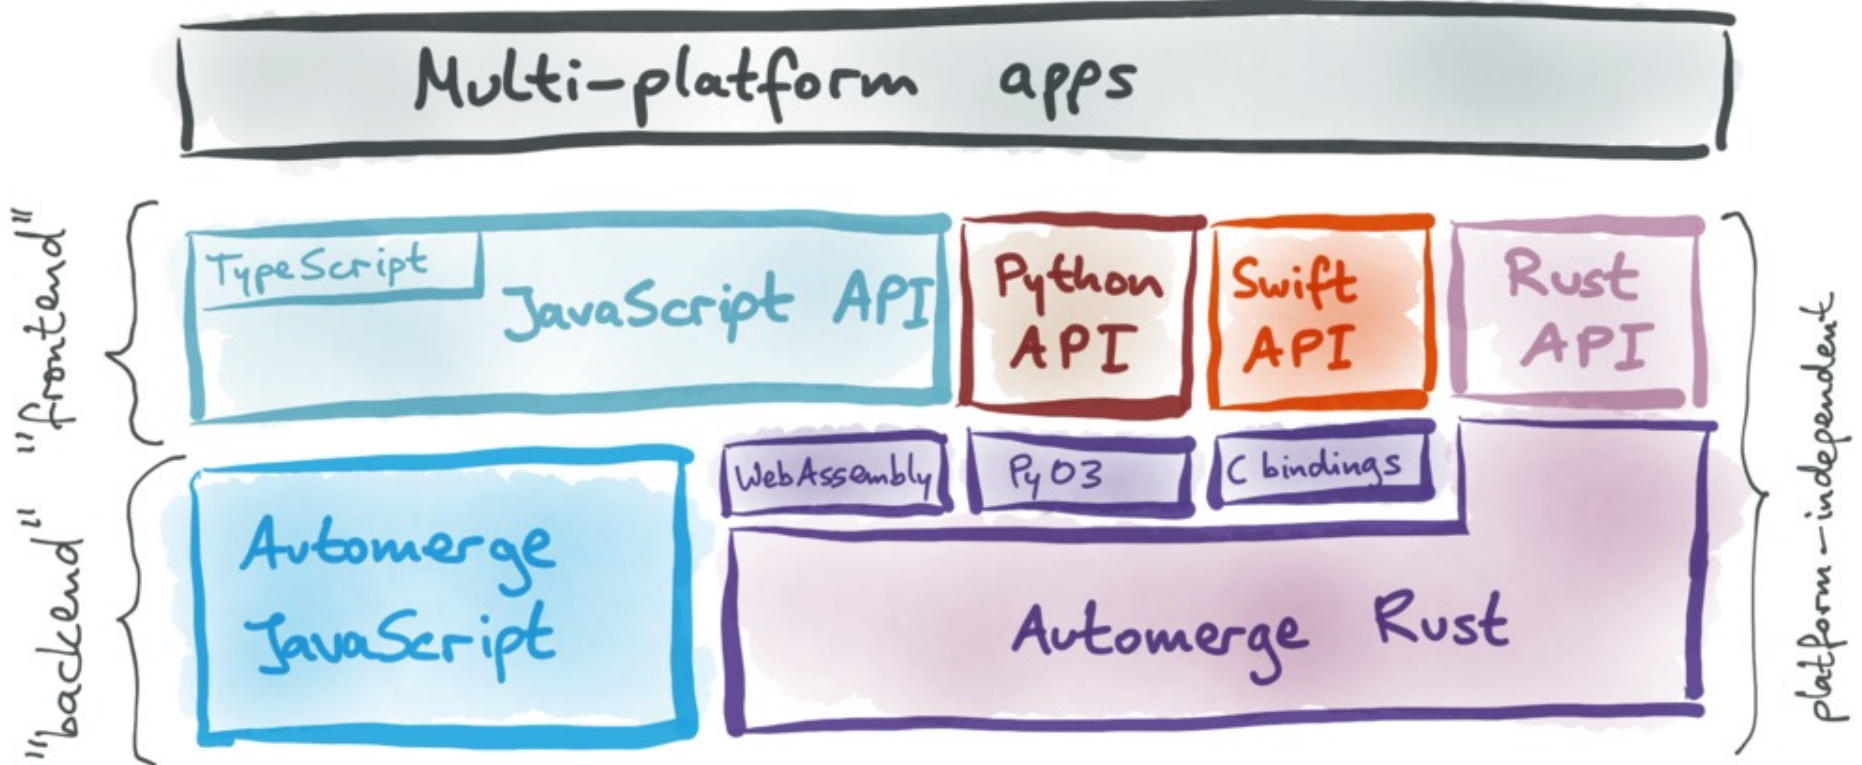 Multi-platform apps
"frontend"
TypeScript
JavaScript API
Python
API
Swift
API
Rust
API
"backend"
Automerge
JavaScript
WebAssembly
PyO3
C bindings
Automerge Rust
platform-independent